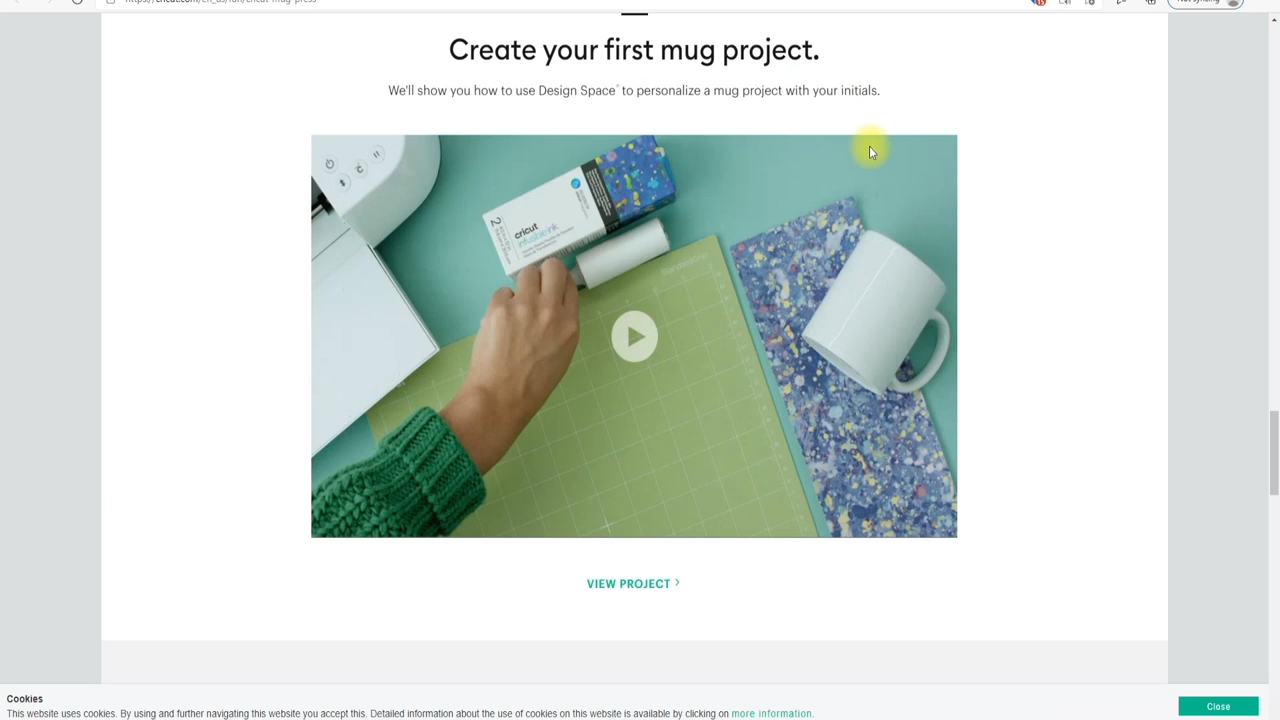 Create your first mug project.
We'll show you how to use Design Space® to personalize a mug project with your initials.
2
cricut
infusible ink
VIEW PROJECT >
Cookies
This website uses cookies. By using and further navigating this website you accept this. Detailed information about the use of cookies on this website is available by clicking on more information.
Close